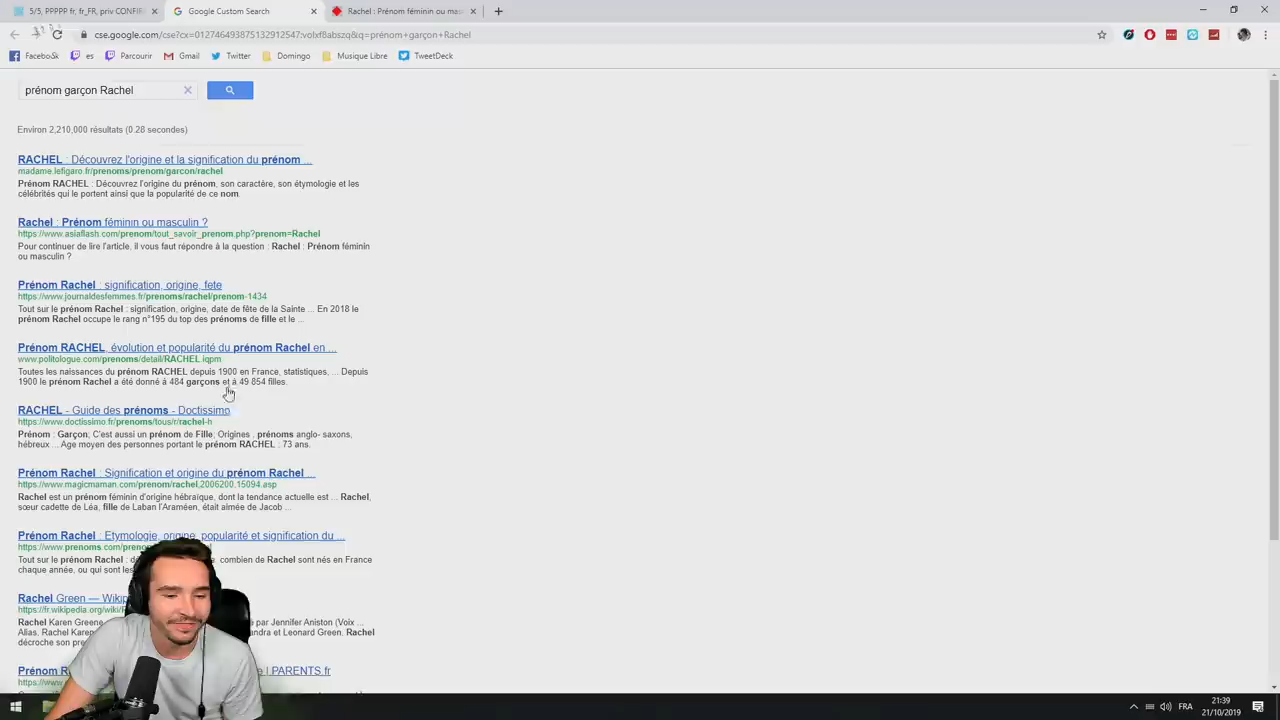 5/5, PPPPP fr, fr_FR, priv CONFIDE
Google Custom Search
Rachel : Prénom féminin ou mascu
cse.google.com/cse?cx=012746493875132912547:volxf8abszq&q=prénom+garçon+Rachel
Facebook
es
Parcourir
Gmail
Twitter
Domingo
Musique Libre
TweetDeck
prénom garçon Rachel
Environ 2,210,000 résultats (0.28 secondes)
RACHEL : Découvrez l'origine et la signification du prénom ...
madame.lefigaro.fr/prenoms/prenom/garcon/rachel
Prénom RACHEL : Découvrez l'origine du prénom, son caractère, son étymologie et les
célébrités qui le portent ainsi que la popularité de ce nom.
Rachel : Prénom féminin ou masculin ?
https://www.asiaflash.com/prenom/tout_savoir_prenom.php?prenom=Rachel
Pour continuer de lire l'article, il vous faut répondre à la question : Rachel : Prénom féminin
ou masculin ?
Prénom Rachel : signification, origine, fete
https://www.journaldesfemmes.fr/prenoms/rachel/prenom-1434
Tout sur le prénom Rachel : signification, origine, date de fête de la Sainte ... En 2018 le
prénom Rachel occupe le rang n°195 du top des prénoms de fille et le ...
Prénom RACHEL, évolution et popularité du prénom Rachel en ...
www.politologue.com/prenoms/detail/RACHEL iqpm
Toutes les naissances du prénom RACHEL depuis 1900 en France, statistiques, ... Depuis
1900 le prénom Rachel a été donné à 484 garçons et à 49 854 filles.
RACHEL - Guide des prénoms - Doctissimo
https://www.doctissimo.fr/prenoms/tous/r/rachel-h
Prénom : Garçon; C'est aussi un prénom de Fille; Origines , prénoms anglo- saxons,
hébreux ... Age moyen des personnes portant le prénom RACHEL : 73 ans.
Prénom Rachel : Signification et origine du prénom Rachel ...
https://www.magicmaman.com/prenom/rachel,2006200,15094.asp
Rachel est un prénom féminin d'origine hébraïque, dont la tendance actuelle est ... Rachel,
sœur cadette de Léa, fille de Laban l'Araméen, était aimée de Jacob ...
Prénom Rachel : Etymologie, origine, popularité et signification du ...
https://www.prenoms.com/preno
Tout sur le prénom Rachel : combien de Rachel sont nés en France
chaque année, ou qui sont les
Rachel Green — Wikip
https://fr.wikipedia.org/wiki/
Rachel Karen Greene par Jennifer Aniston (Voix ...
Alias. Rachel Karen et Leonard Green. Rachel
décroche son
Prénom | PARENTS.fr
https://www.
FRA
21:39
21/10/2019